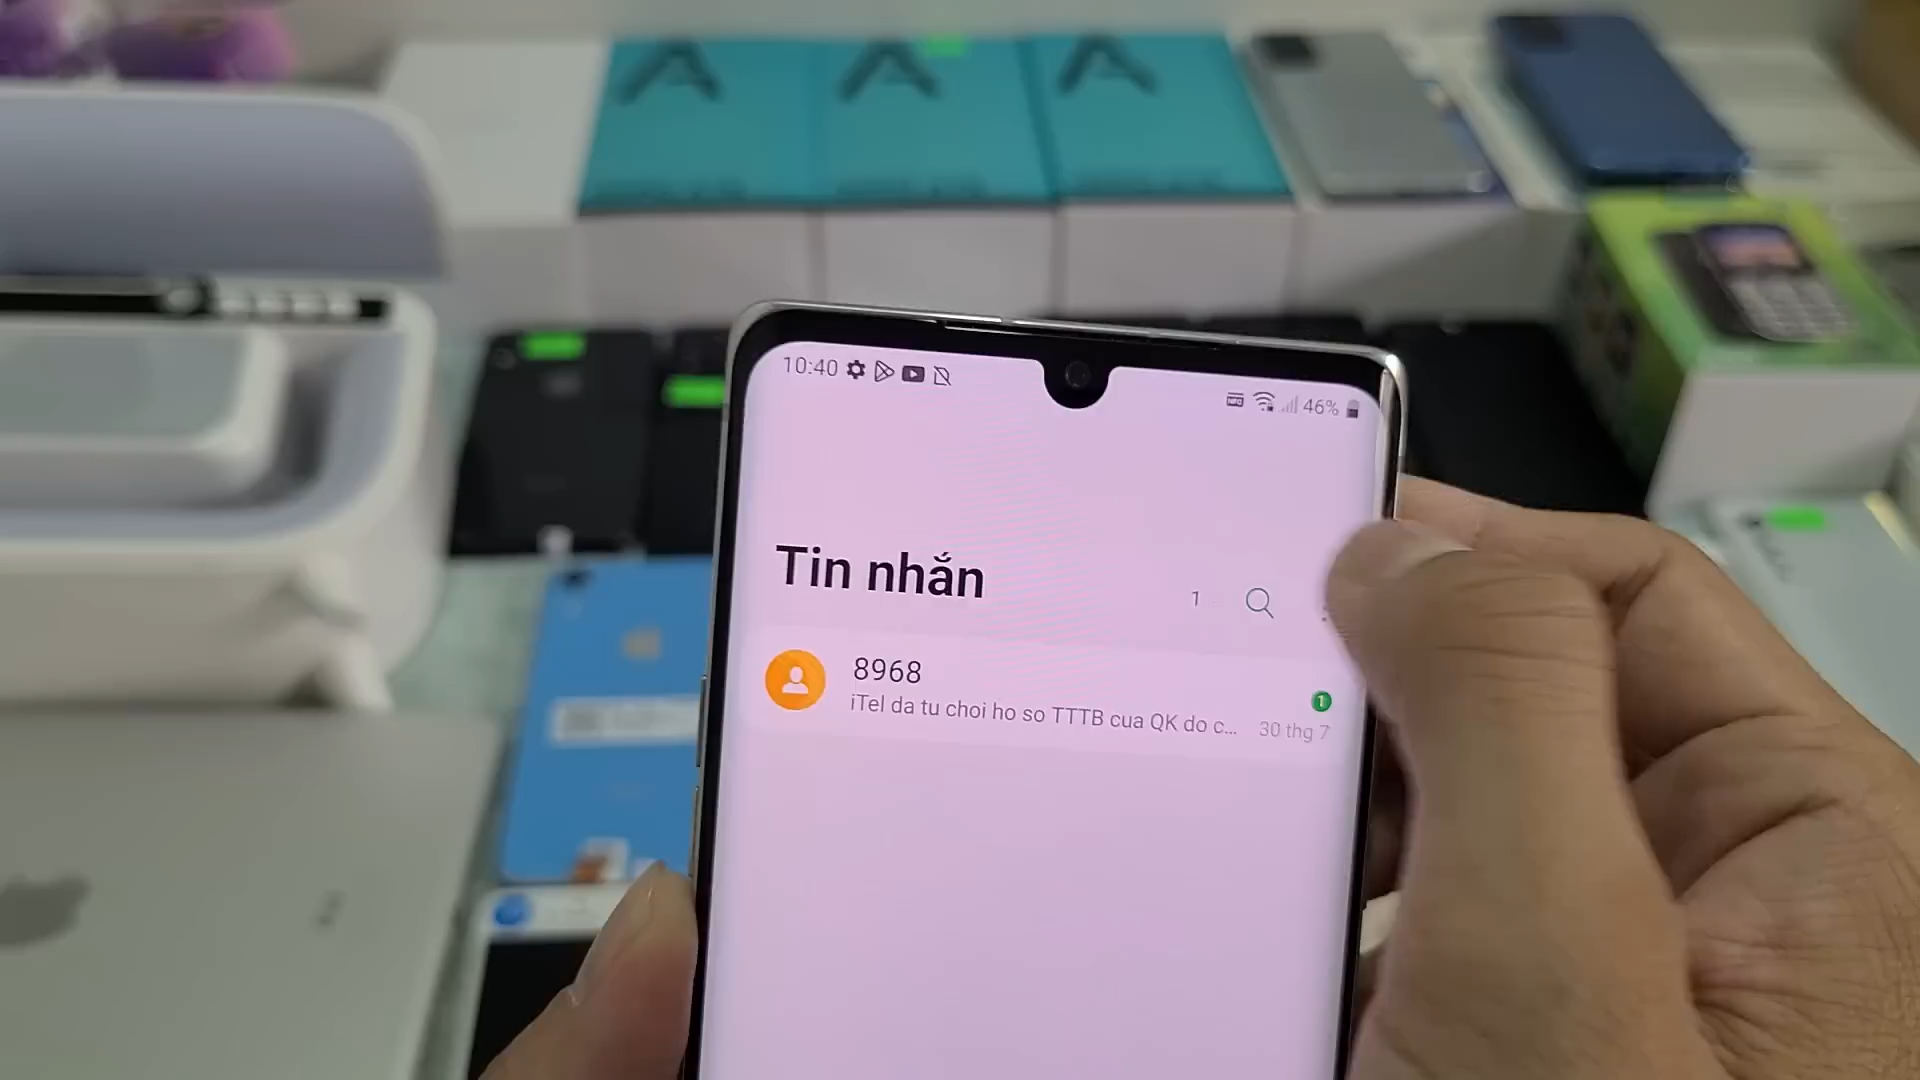 A A A
10:40
46%
Tin nhắn
1
8968
1
iTel da tu choi ho so TTTB cua QK do c...
30 thg 7